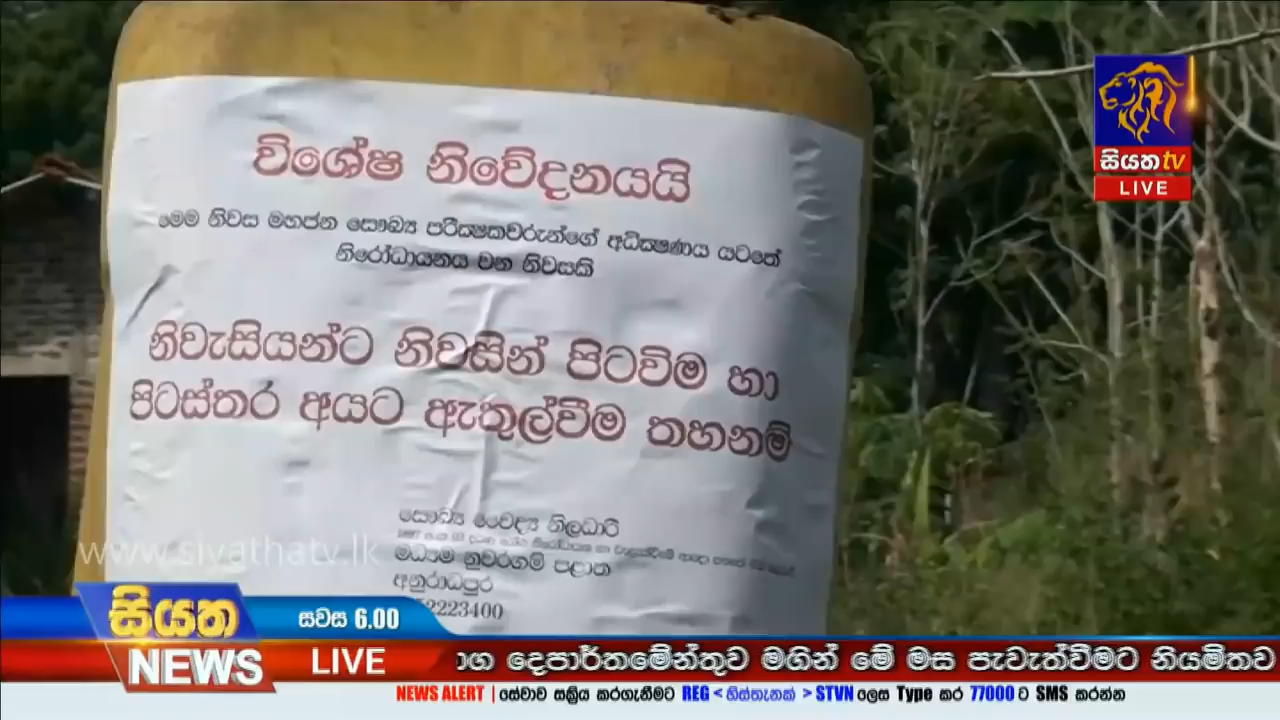 විශේෂ නිවේදනයයි
මෙම නිවස මහජන සෞඛ්‍ය පරීක්ෂකවරුන්ගේ අධීක්ෂණය යටතේ
නිරෝධායනය වන නිවසකි
නිවැසියන්ට නිවසින් පිටවීම හා
පිටස්තර අයට ඇතුල්වීම තහනම්
සෞඛ්‍ය වෛද්‍ය නිලධාරී
මධ්‍යම නුවරගම් පළාත
අනුරාධපුර
2223400
සියත tv
LIVE
www.siyathatv.lk
සියත
NEWS
සවස 6.00
LIVE
දෙපාර්තමේන්තුව මගින් මේ මස පැවැත්වීමට නියමිතව
NEWS ALERT | සේවාව සක්‍රිය කරගැනීමට REG < හිස්තැනක් > STVN ලෙස Type කර 77000 ට SMS කරන්න